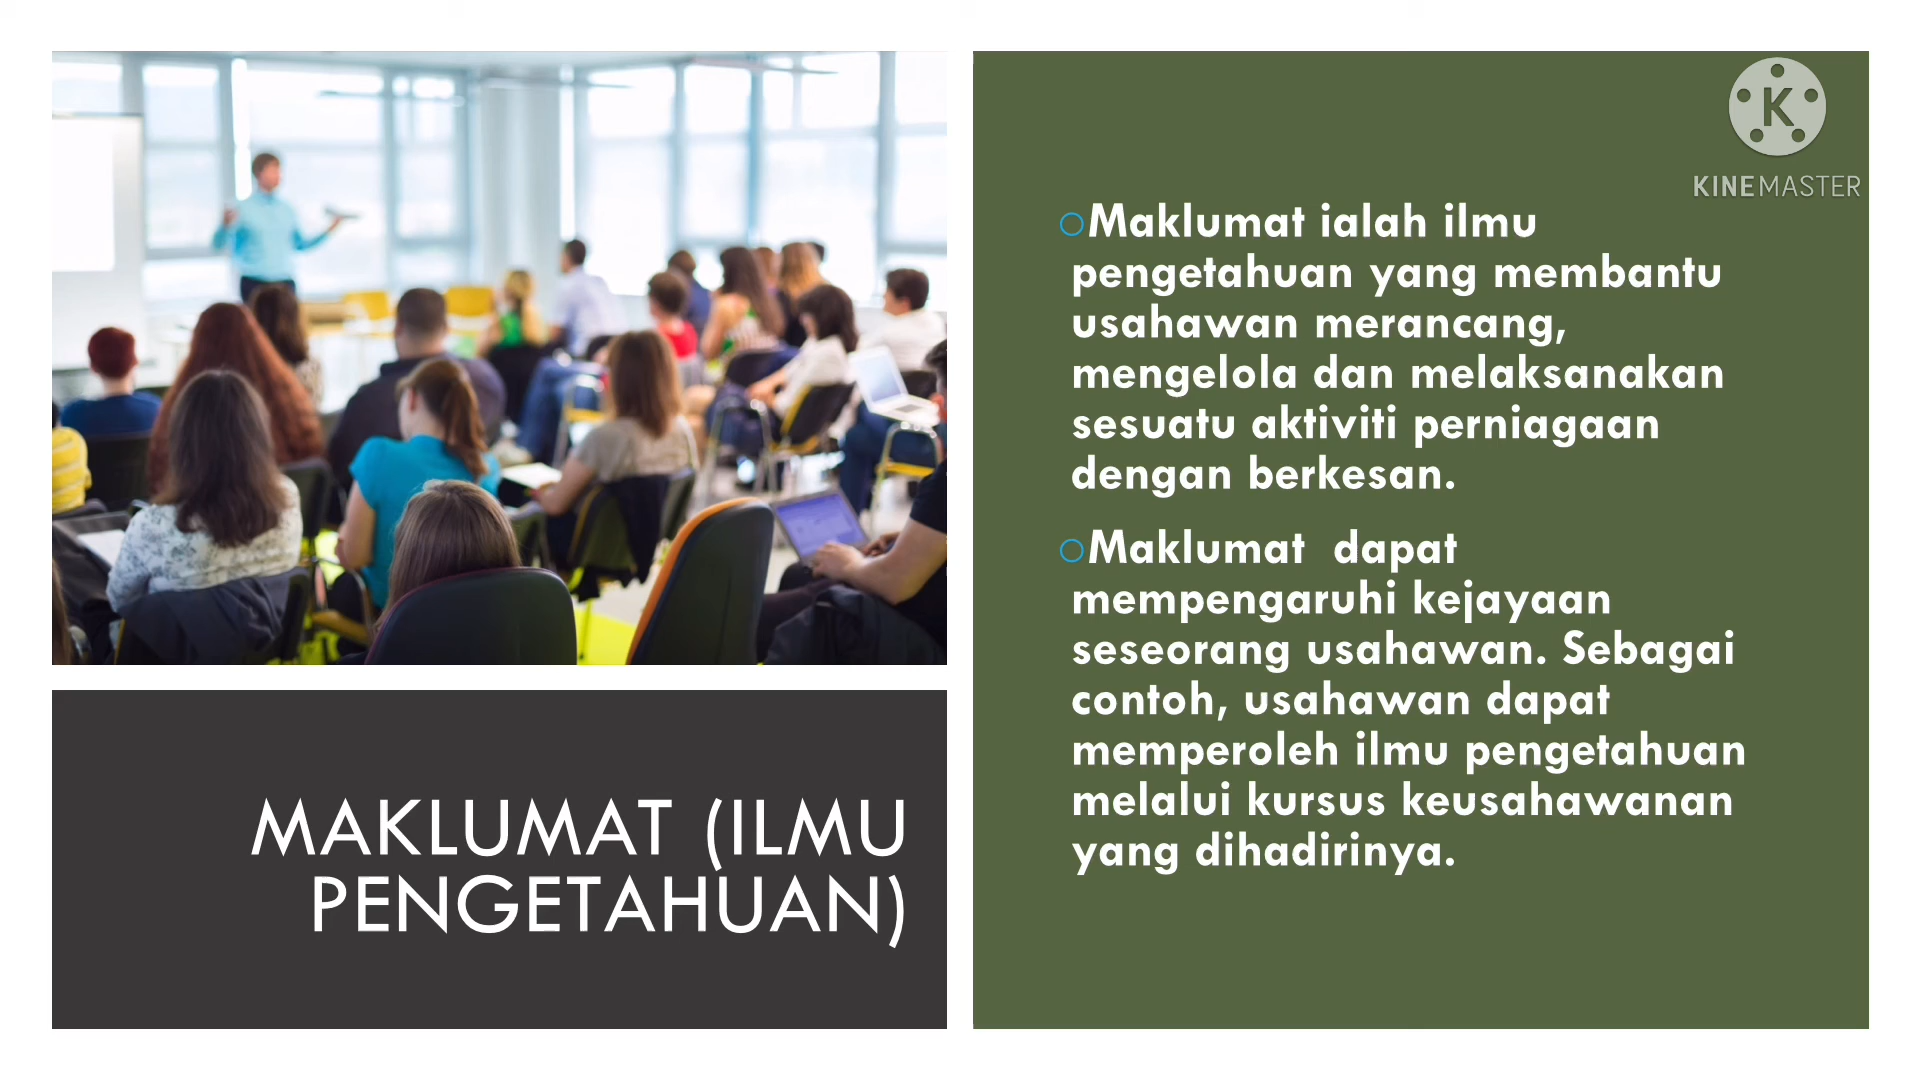 MAKLUMAT (ILMU
PENGETAHUAN)
K
KINEMASTER
Maklumat ialah ilmu
pengetahuan yang membantu
usahawan merancang,
mengelola dan melaksanakan
sesuatu aktiviti perniagaan
dengan berkesan.
Maklumat  dapat
mempengaruhi kejayaan
seseorang usahawan. Sebagai
contoh, usahawan dapat
memperoleh ilmu pengetahuan
melalui kursus keusahawanan
yang dihadirinya.